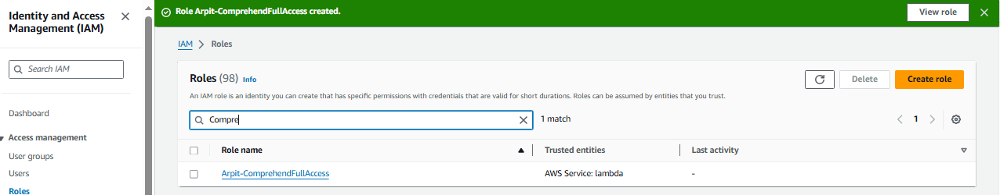 Identity and Access
Management (IAM)
Search IAM
Dashboard
Access management
User groups
Users
Roles
Role Arpit-ComprehendFullAccess created.
View role
IAM > Roles
Roles (98) Info
Delete
Create role
An IAM role is an identity you can create that has specific permissions with credentials that are valid for short durations. Roles can be assumed by entities that you trust.
Compre
1 match
1
Role name Trusted entities Last activity
Arpit-ComprehendFullAccess AWS Service: lambda -